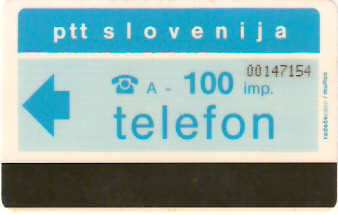 ptt slovenija
00147154
☎ A - 100 imp.
telefon